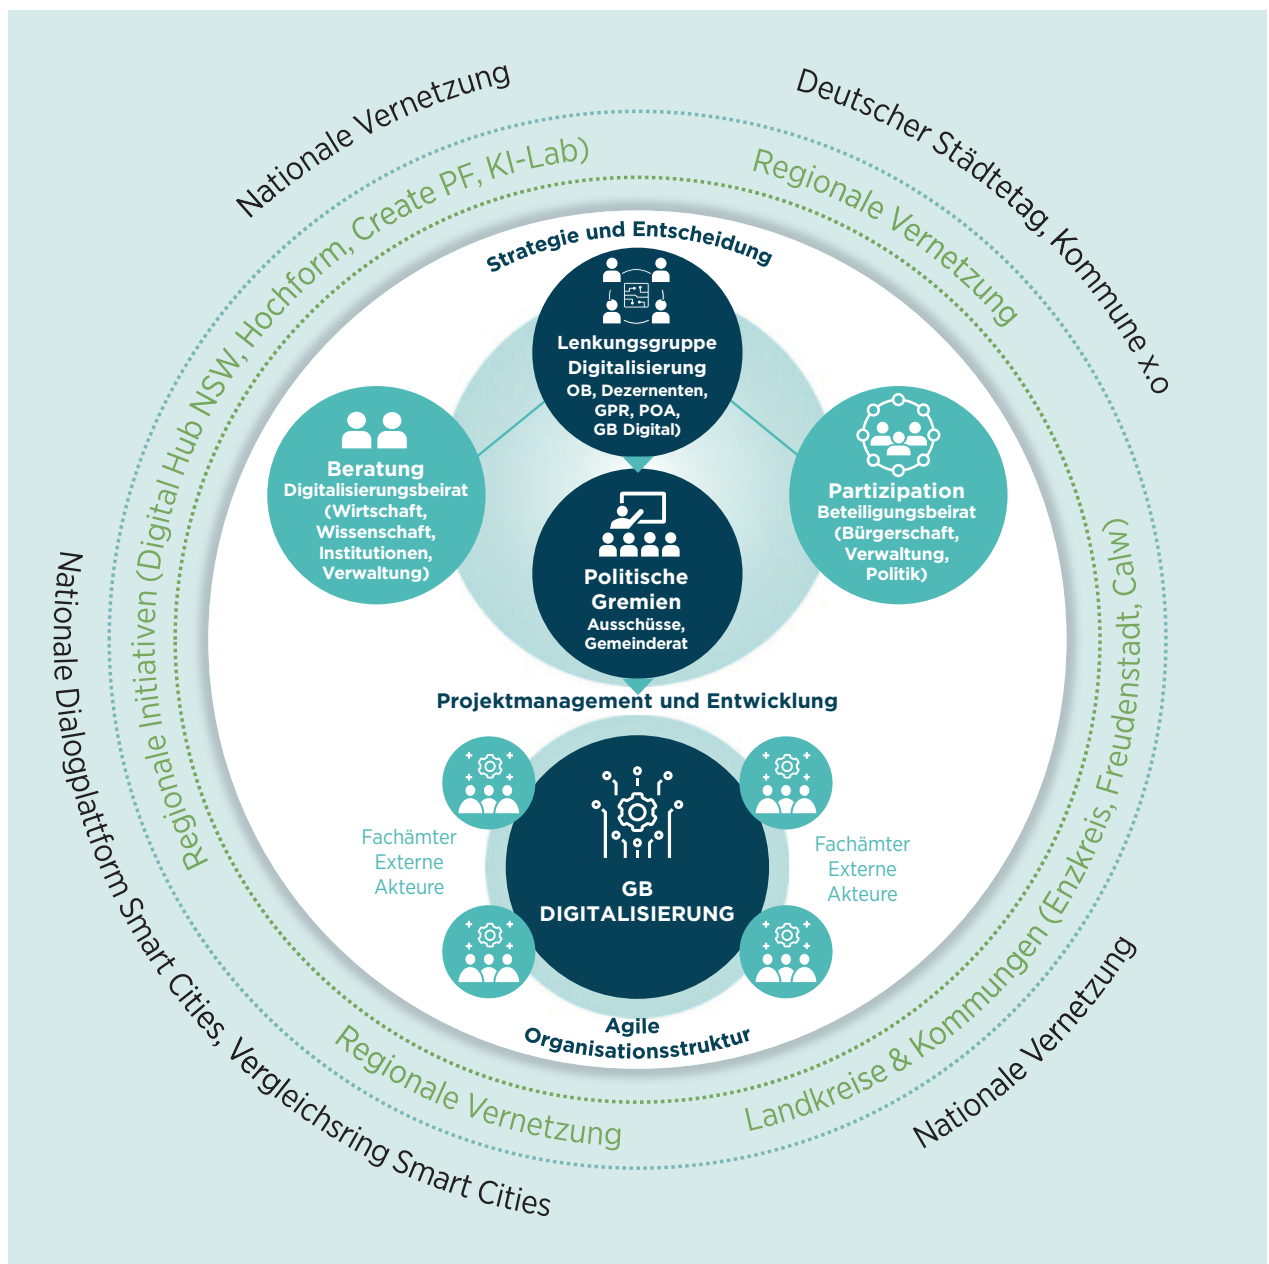 Nationale Vernetzung
Deutscher Städtetag, Kommune x.o
Regionale Initiativen (Digital Hub NSW, Hochform, Create PF, KI-Lab)
Regionale Vernetzung
Strategie und Entscheidung
Lenkungsgruppe
Digitalisierung
OB, Dezernenten,
GPR, POA,
GB Digital)
Beratung
Digitalisierungsbeirat
(Wirtschaft,
Wissenschaft,
Institutionen,
Verwaltung)
Partizipation
Beteiligungsbeirat
(Bürgerschaft,
Verwaltung,
Politik)
Politische
Gremien
Ausschüsse,
Gemeinderat
Projektmanagement und Entwicklung
Fachämter
Externe
Akteure
GB
DIGITALISIERUNG
Fachämter
Externe
Akteure
Agile
Organisationsstruktur
Regionale Vernetzung
Landkreise & Kommungen (Enzkreis, Freudenstadt, Calw)
Nationale Dialogplattform Smart Cities, Vergleichsring Smart Cities
Nationale Vernetzung